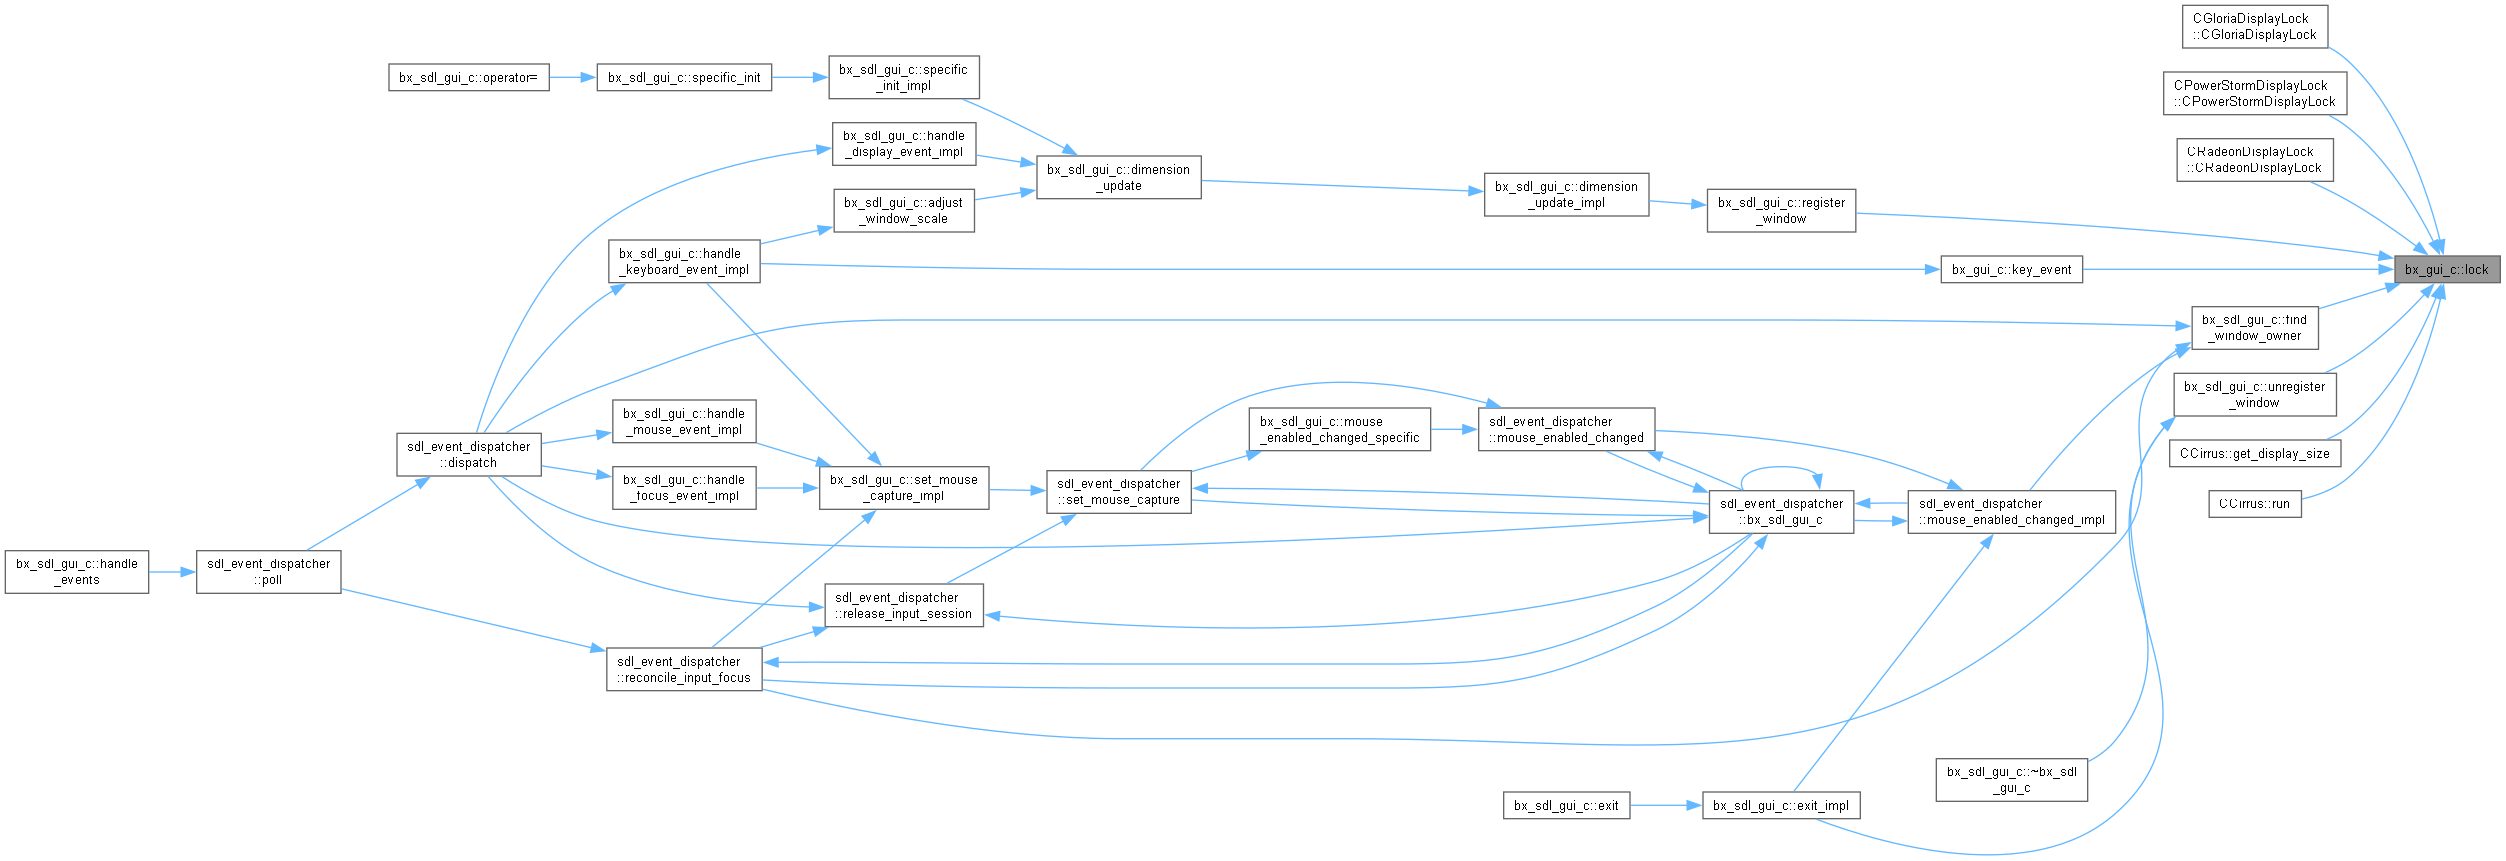 CGloriaDisplayLock
::CGloriaDisplayLock
bx_sdl_gui_c::operator=
bx_sdl_gui_c::specific_init
bx_sdl_gui_c::specific
_init_impl
CPowerStormDisplayLock
::CPowerStormDisplayLock
bx_sdl_gui_c::handle
_display_event_impl
CRadeonDisplayLock
::CRadeonDisplayLock
bx_sdl_gui_c::dimension
_update
bx_sdl_gui_c::dimension
_update_impl
bx_sdl_gui_c::adjust
_window_scale
bx_sdl_gui_c::register
_window
bx_sdl_gui_c::handle
_keyboard_event_impl
bx_gui_c::key_event
bx_gui_c::lock
bx_sdl_gui_c::find
_window_owner
bx_sdl_gui_c::unregister
_window
bx_sdl_gui_c::handle
_mouse_event_impl
bx_sdl_gui_c::mouse
_enabled_changed_specific
sdl_event_dispatcher
::mouse_enabled_changed
sdl_event_dispatcher
::dispatch
CCirrus::get_display_size
bx_sdl_gui_c::handle
_focus_event_impl
bx_sdl_gui_c::set_mouse
_capture_impl
sdl_event_dispatcher
::set_mouse_capture
sdl_event_dispatcher
::bx_sdl_gui_c
sdl_event_dispatcher
::mouse_enabled_changed_impl
CCirrus::run
bx_sdl_gui_c::handle
_events
sdl_event_dispatcher
::poll
sdl_event_dispatcher
::release_input_session
sdl_event_dispatcher
::reconcile_input_focus
bx_sdl_gui_c::~bx_sdl
_gui_c
bx_sdl_gui_c::exit
bx_sdl_gui_c::exit_impl